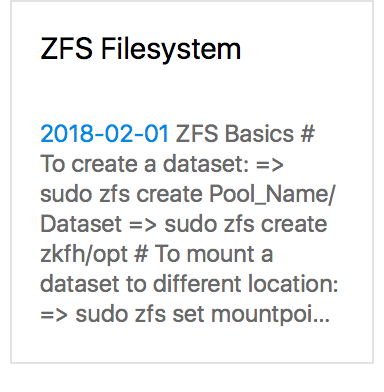 ZFS Filesystem
2018-02-01 ZFS Basics #
To create a dataset: =>
sudo zfs create Pool_Name/
Dataset => sudo zfs create
zkfh/opt # To mount a
dataset to different location:
=> sudo zfs set mountpoi...